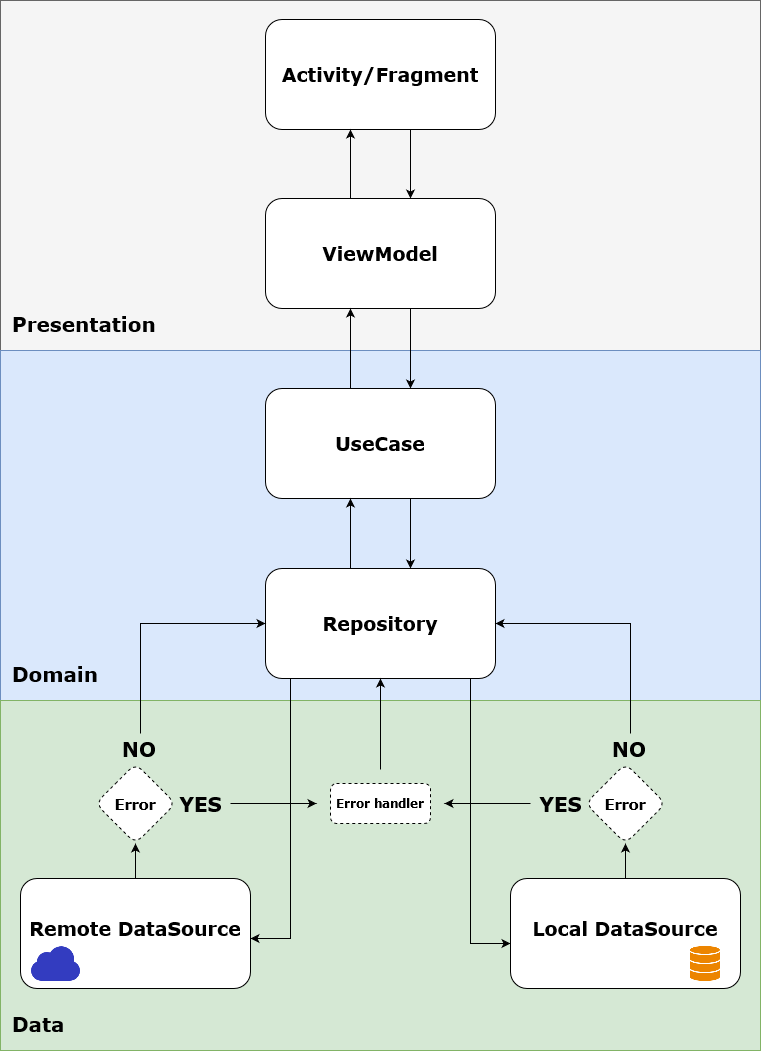 Activity/Fragment
ViewModel
Presentation
UseCase
Repository
Domain
NO
NO
Error
YES
Error handler
YES
Error
Remote DataSource
Local DataSource
Data